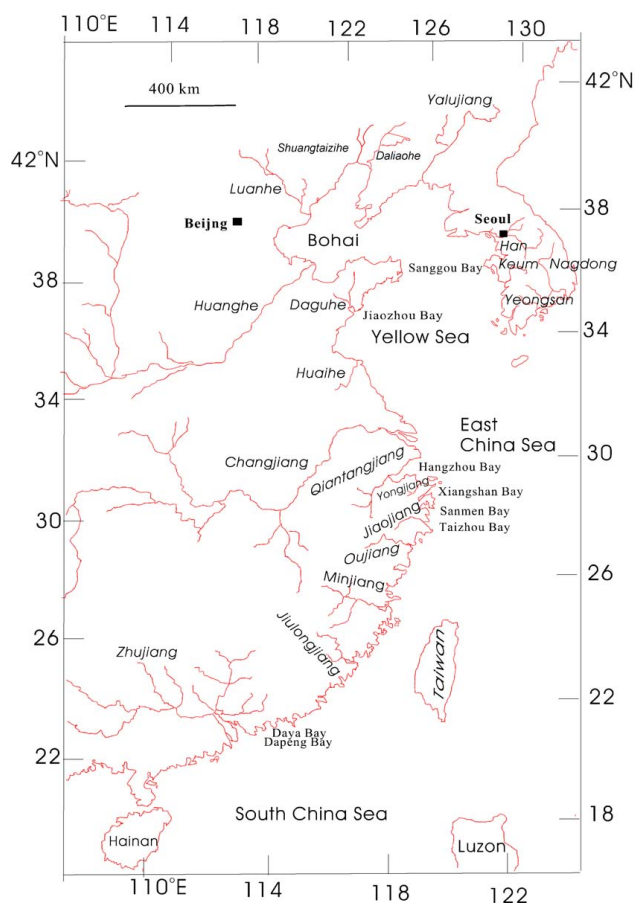 110°E 114 118 122 126 130
400 km
42°N
Yalujiang
Shuangtaizihe
Daliaohe
42°N
Luanhe
Beijng
Seoul
38
Bohai
Han
Sanggou Bay
Keum
Nagdong
38
Huanghe
Daguhe
Yeongsan
Jiaozhou Bay
Yellow Sea
34
Huaihe
34
East
China Sea
Changjiang
Qiantangjiang
30
Hangzhou Bay
Yongjiang
Xiangshan Bay
30
Jiaojiang
Sanmen Bay
Taizhou Bay
Oujiang
Minjiang
26
26
Jiulongjiang
Zhujiang
Taiwan
22
Daya Bay
Dapeng Bay
22
South China Sea
18
Hainan
Luzon
110°E 114 118 122